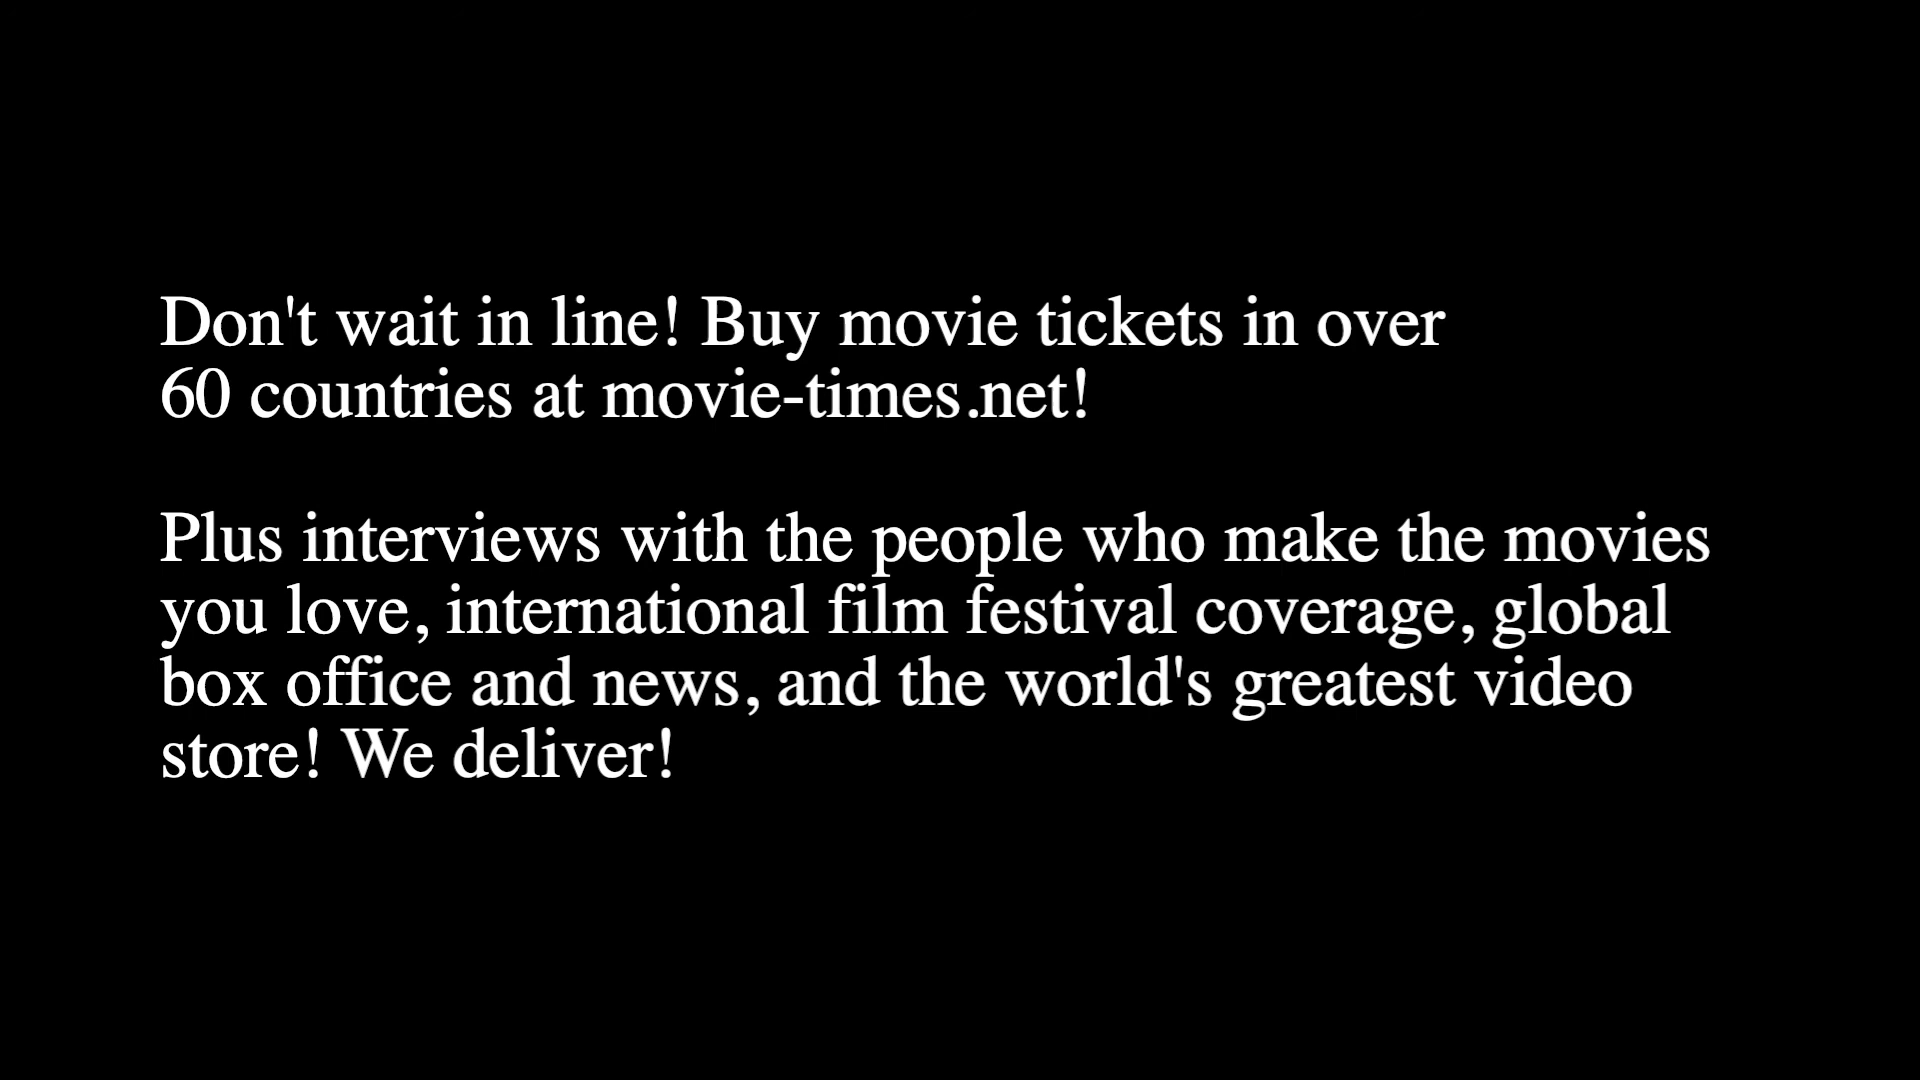 Don't wait in line! Buy movie tickets in over
60 countries at movie-times.net!
Plus interviews with the people who make the movies
you love, international film festival coverage, global
box office and news, and the world's greatest video
store! We deliver!